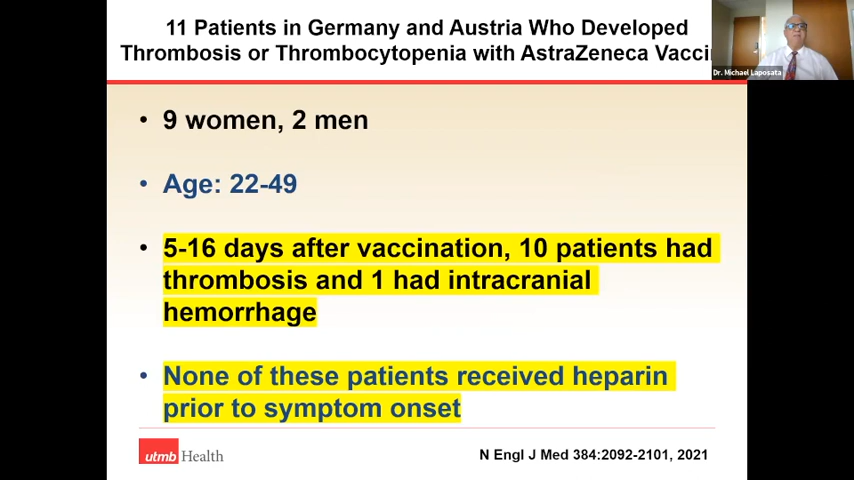 11 Patients in Germany and Austria Who Developed
Thrombosis or Thrombocytopenia with AstraZeneca Vacci
Dr. Michael Laposata
• 9 women, 2 men
• Age: 22-49
• 5-16 days after vaccination, 10 patients had
thrombosis and 1 had intracranial
hemorrhage
• None of these patients received heparin
prior to symptom onset
utmb Health
N Engl J Med 384:2092-2101, 2021